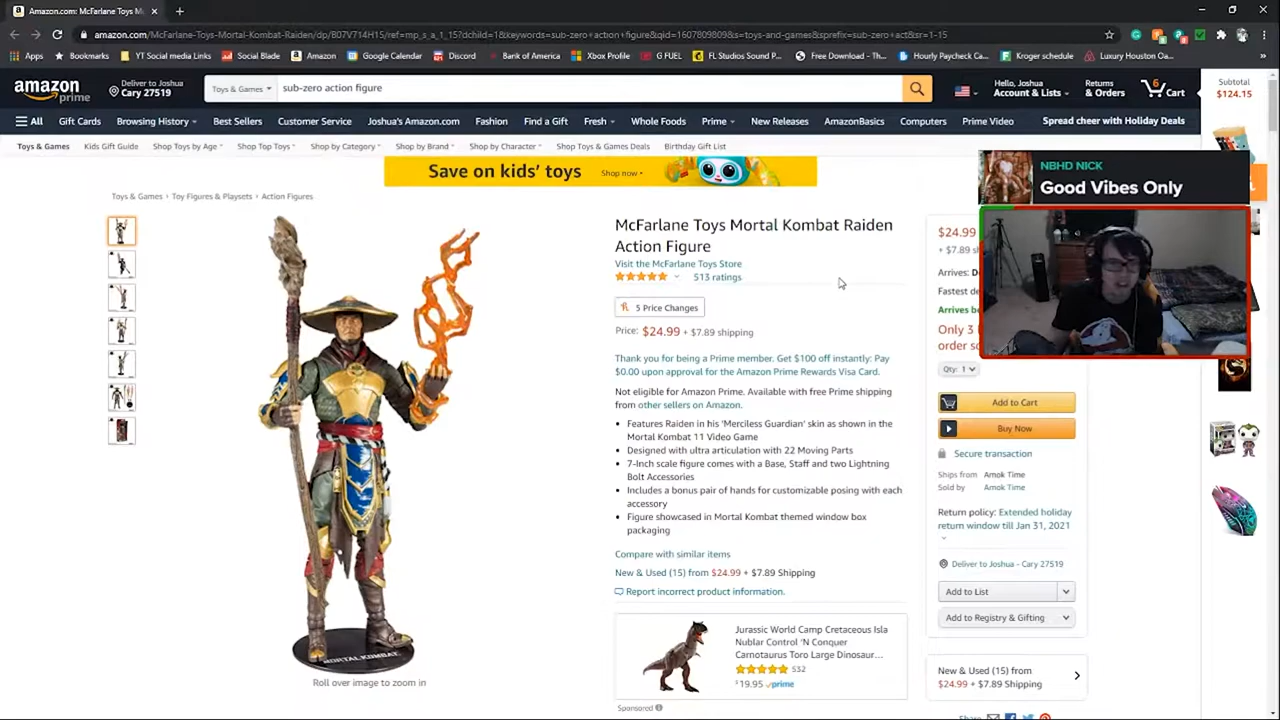 Amazon.com: McFarlane Toys M
amazon.com/McFarlane-Toys-Mortal-Kombat-Raiden/dp/B07V714H15/ref=mp_s_a_1_15?dchild=1&keywords=sub-zero+action+figure&qid=1607809809&s=toys-and-games&sprefix=sub-zero+act&sr=1-15
Apps
Bookmarks
YT Social media Links
Social Blade
Amazon
Google Calendar
Discord
Bank of America
Xbox Profile
G FUEL
FL Studios Sound P...
Free Download - Th...
Hourly Paycheck Ca...
Kroger schedule
Luxury Houston Oa...
amazon prime
Deliver to Joshua
Cary 27519
Toys & Games
sub-zero action figure
Hello, Joshua
Account & Lists
Returns
& Orders
6
Cart
Subtotal
$124.15
All
Gift Cards
Browsing History
Best Sellers
Customer Service
Joshua's Amazon.com
Fashion
Find a Gift
Fresh
Whole Foods
Prime
New Releases
AmazonBasics
Computers
Prime Video
Spread cheer with Holiday Deals
Toys & Games
Kids Gift Guide
Shop Toys by Age
Shop Top Toys
Shop by Category
Shop by Brand
Shop by Character
Shop Toys & Games Deals
Birthday Gift List
Save on kids' toys
Shop now
NBHD NICK
Good Vibes Only
Toys & Games › Toy Figures & Playsets › Action Figures
McFarlane Toys Mortal Kombat Raiden
Action Figure
Visit the McFarlane Toys Store
513 ratings
5 Price Changes
Price: $24.99 + $7.89 shipping
Thank you for being a Prime member. Get $100 off instantly: Pay
$0.00 upon approval for the Amazon Prime Rewards Visa Card.
Not eligible for Amazon Prime. Available with free Prime shipping
from other sellers on Amazon.
• Features Raiden in his 'Merciless Guardian' skin as shown in the
Mortal Kombat 11 Video Game
• Designed with ultra articulation with 22 Moving Parts
• 7-Inch scale figure comes with a Base, Staff and two Lightning
Bolt Accessories
• Includes a bonus pair of hands for customizable posing with each
accessory
• Figure showcased in Mortal Kombat themed window box
packaging
Compare with similar items
New & Used (15) from $24.99 + $7.89 Shipping
Report incorrect product information.
Jurassic World Camp Cretaceous Isla
Nublar Control 'N Conquer
Carnotaurus Toro Large Dinosaur...
532
$19.95 prime
Sponsored
MORTAL KOMBAT
Roll over image to zoom in
$24.99
+ $7.89
Arrives:
Fastest
Arrives
Only 3
order
Qty: 1
Add to Cart
Buy Now
Secure transaction
Ships from Amok Time
Sold by Amok Time
Return policy: Extended holiday
return window till Jan 31, 2021
Deliver to Joshua - Cary 27519
Add to List
Add to Registry & Gifting
New & Used (15) from
$24.99 + $7.89 Shipping
Share